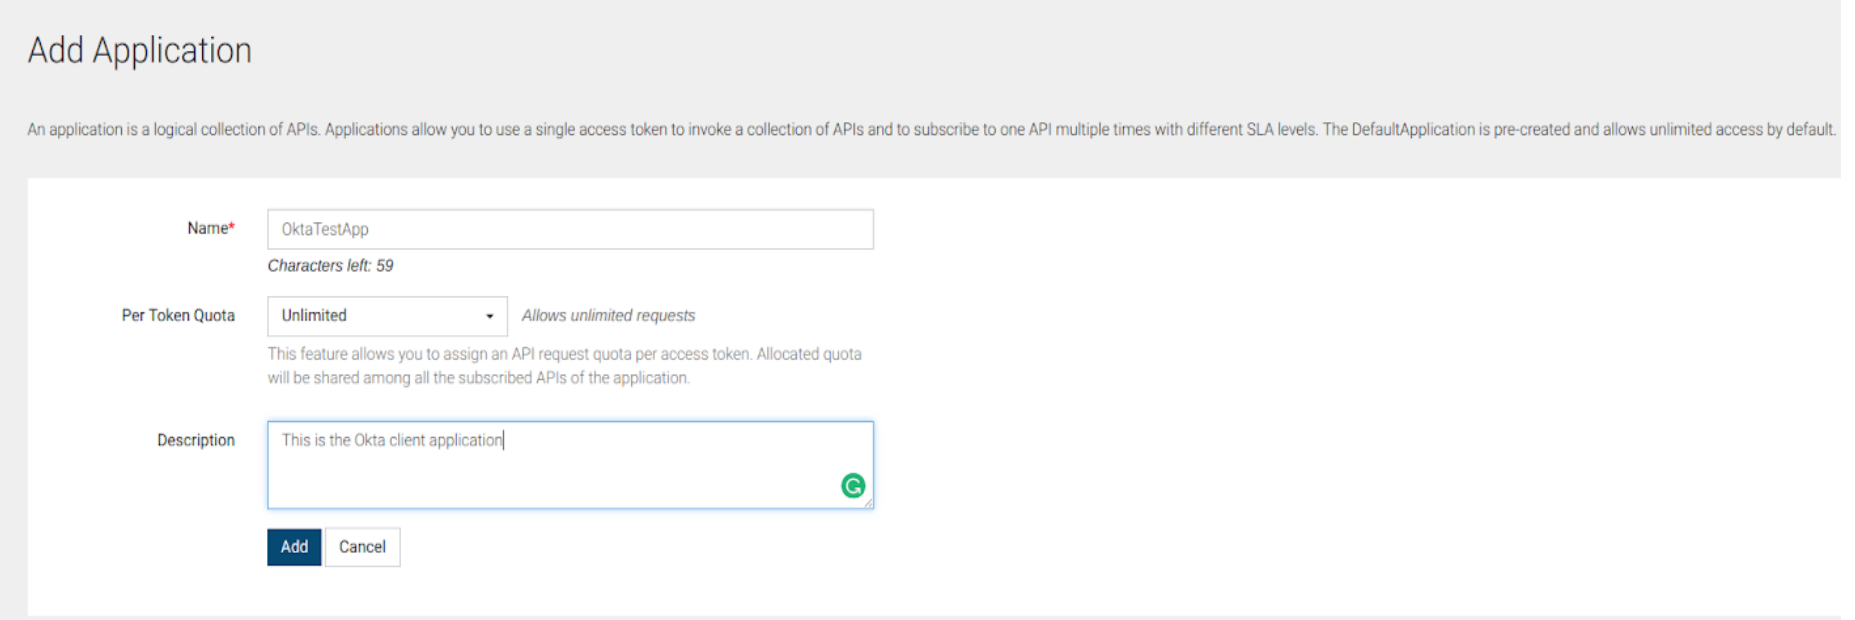 Add Application
An application is a logical collection of APIs. Applications allow you to use a single access token to invoke a collection of APIs and to subscribe to one API multiple times with different SLA levels. The DefaultApplication is pre-created and allows unlimited access by default.
Name*
OktaTestApp
Characters left: 59
Per Token Quota
Unlimited
Allows unlimited requests
This feature allows you to assign an API request quota per access token. Allocated quota
will be shared among all the subscribed APIs of the application.
Description
This is the Okta client application
Add
Cancel